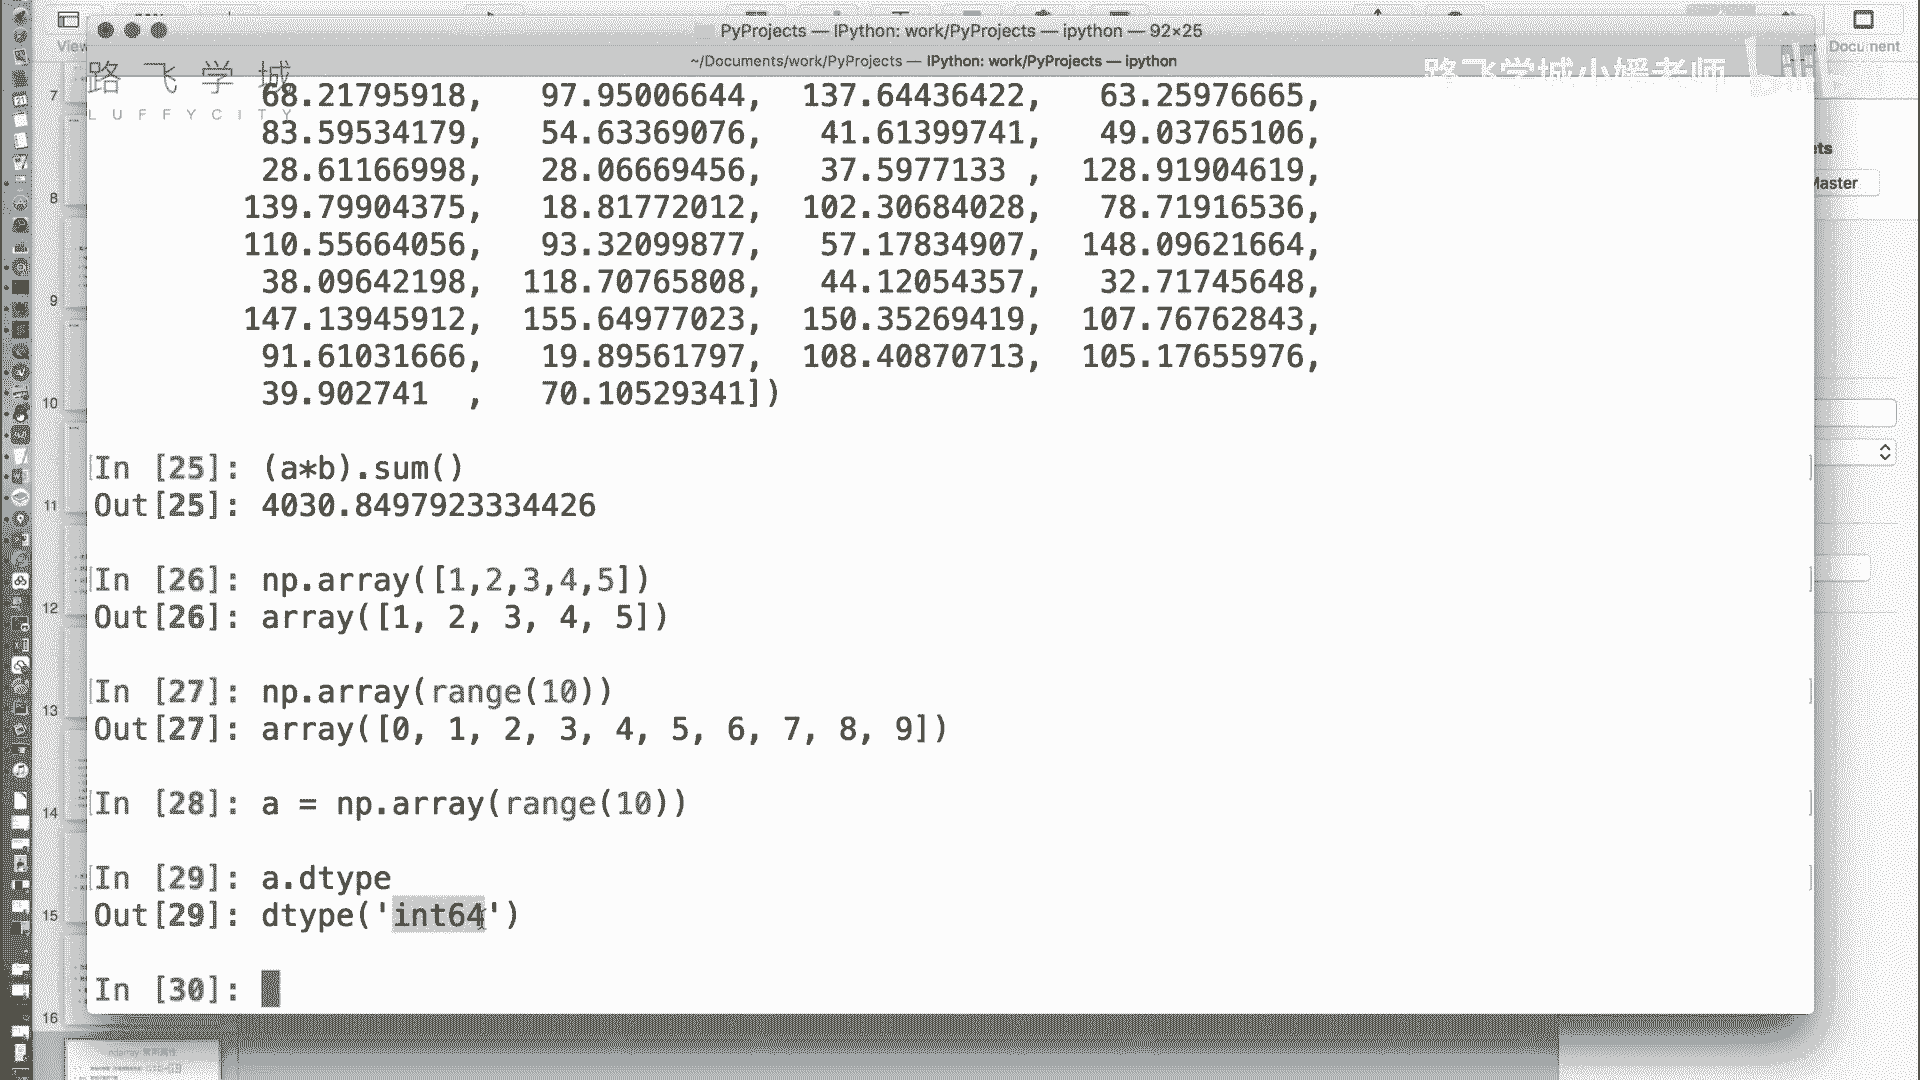 PyProjects — IPython: work/PyProjects — ipython — 92×25
View
Document
~/Documents/work/PyProjects — IPython: work/PyProjects — ipython
路飞学城
LUFFYCITY
路飞学城小媛老师
68.21795918, 97.95006644, 137.64436422, 63.25976665,
83.59534179, 54.63369076, 41.61399741, 49.03765106,
28.61166998, 28.06669456, 37.5977133 , 128.91904619,
139.79904375, 18.81772012, 102.30684028, 78.71916536,
110.55664056, 93.32099877, 57.17834907, 148.09621664,
38.09642198, 118.70765808, 44.12054357, 32.71745648,
147.13945912, 155.64977023, 150.35269419, 107.76762843,
91.61031666, 19.89561797, 108.40870713, 105.17655976,
39.902741 , 70.10529341])
In [25]: (a*b).sum()
Out[25]: 4030.8497923334426
In [26]: np.array([1,2,3,4,5])
Out[26]: array([1, 2, 3, 4, 5])
In [27]: np.array(range(10))
Out[27]: array([0, 1, 2, 3, 4, 5, 6, 7, 8, 9])
In [28]: a = np.array(range(10))
In [29]: a.dtype
Out[29]: dtype('int64')
In [30]:
7
8
9
10
11
12
13
14
15
16
ets
Master